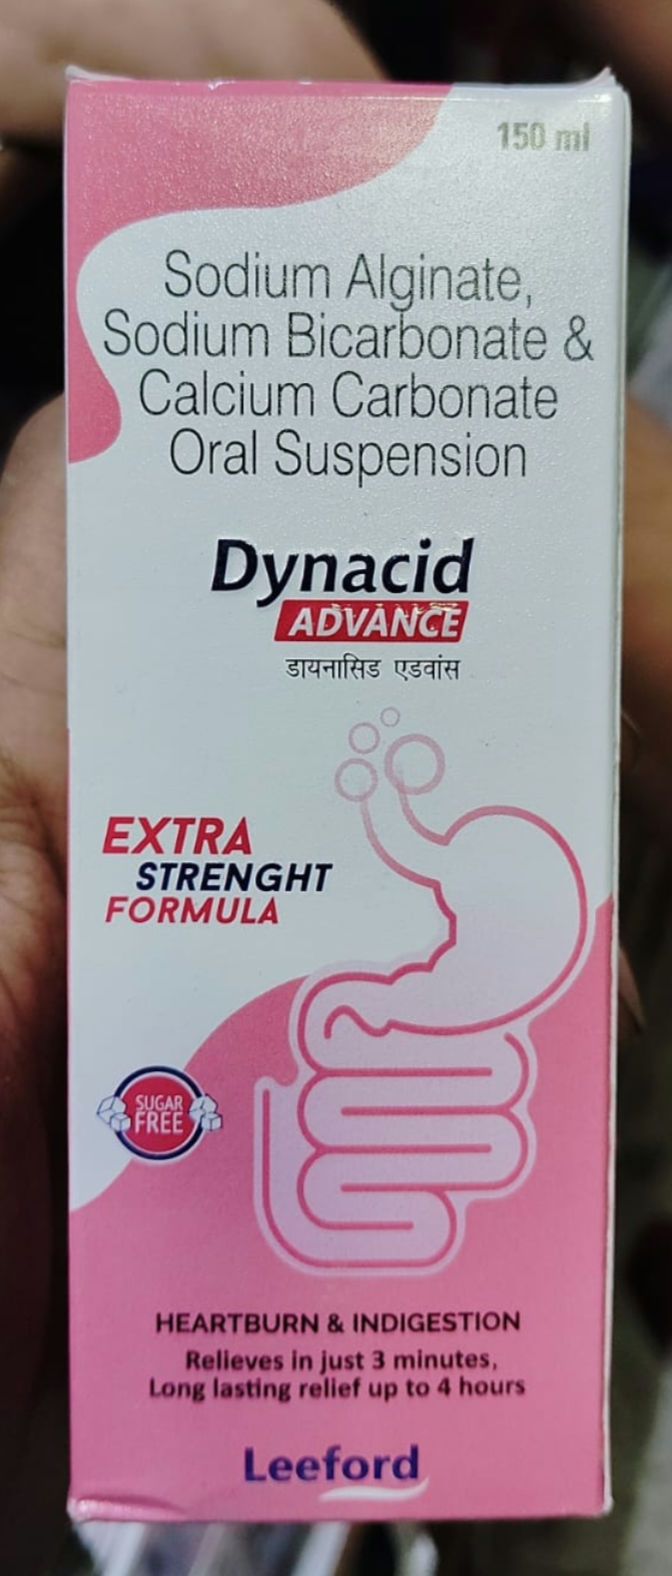 150 ml
Sodium Alginate,
Sodium Bicarbonate &
Calcium Carbonate
Oral Suspension
Dynacid
ADVANCE
डायनासिड एडवांस
EXTRA
STRENGHT
FORMULA
SUGAR
FREE
HEARTBURN & INDIGESTION
Relieves in just 3 minutes,
Long lasting relief up to 4 hours
Leeford